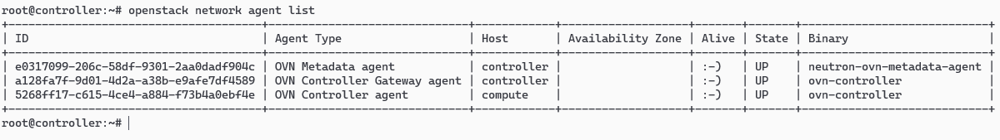 root@controller:~# openstack network agent list
+--------------------------------------+------------------------------+------------+-------------------+-------+-------+----------------------------+
| ID                                   | Agent Type                   | Host       | Availability Zone | Alive | State | Binary                     |
+--------------------------------------+------------------------------+------------+-------------------+-------+-------+----------------------------+
| e0317099-206c-58df-9301-2aa0dadf904c | OVN Metadata agent           | controller |                   | :-)   | UP    | neutron-ovn-metadata-agent |
| a128fa7f-9d01-4d2a-a38b-e9afe7df4589 | OVN Controller Gateway agent | controller |                   | :-)   | UP    | ovn-controller             |
| 5268ff17-c615-4ce4-a884-f73b4a0ebf4e | OVN Controller agent         | compute    |                   | :-)   | UP    | ovn-controller             |
+--------------------------------------+------------------------------+------------+-------------------+-------+-------+----------------------------+
root@controller:~#